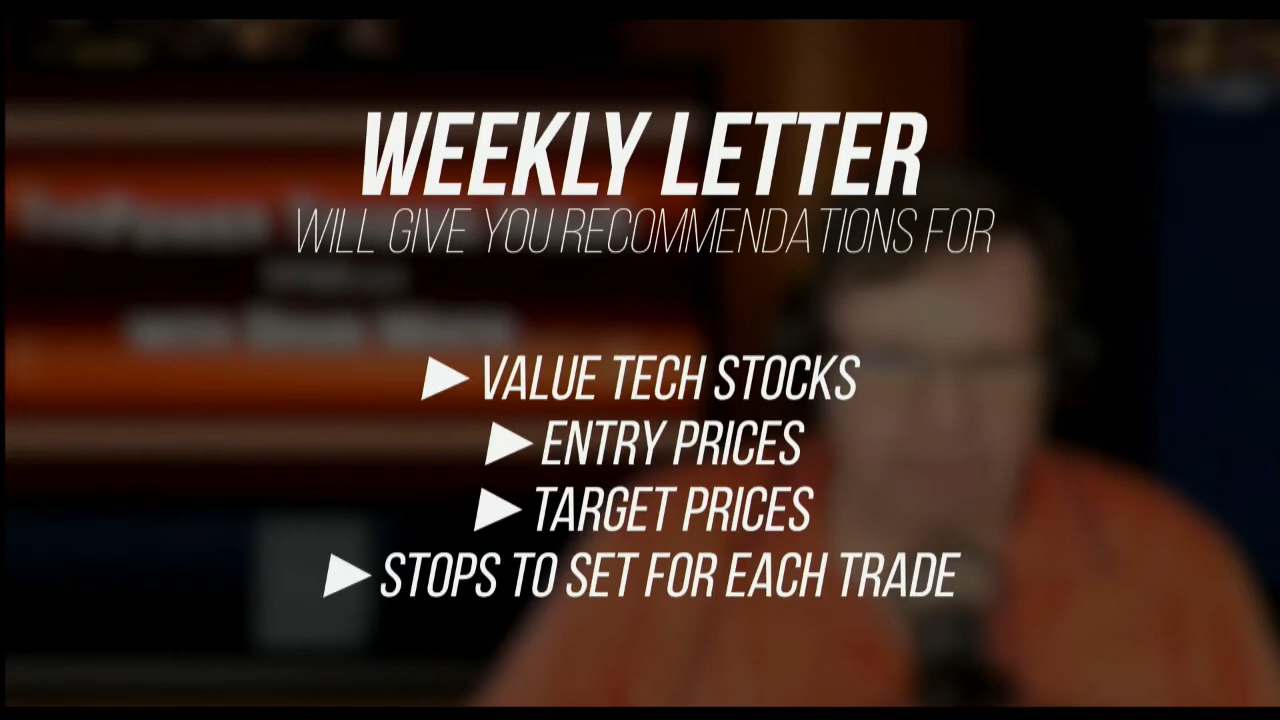 WEEKLY LETTER
WILL GIVE YOU RECOMMENDATIONS FOR
▶ VALUE TECH STOCKS
▶ ENTRY PRICES
▶ TARGET PRICES
▶ STOPS TO SET FOR EACH TRADE